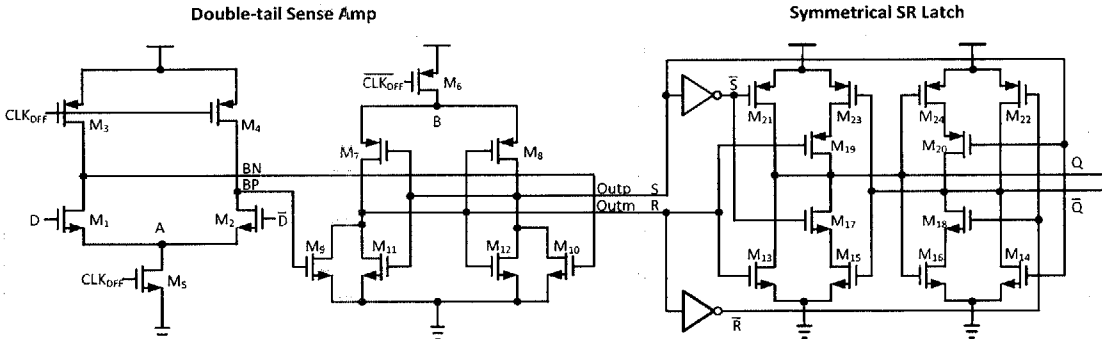 Double-tail Sense Amp
Symmetrical SR Latch
CLK_DFF
M3
M4
CLK_DFF
M6
B
M7
M8
BN
BP
D
M1
M2
D
A
CLK_DFF
M5
M9
M11
M12
M10
Outp S
Outm R
S
M21
M23
M19
M17
M13
M15
R
M24
M22
M20
M18
M16
M14
Q
Q